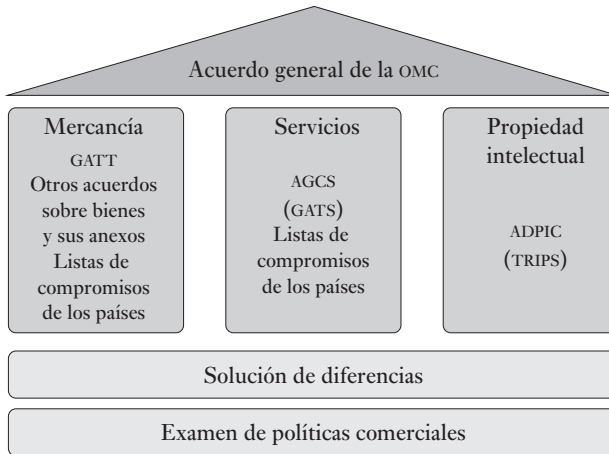 Acuerdo general de la OMC
Mercancía
GATT
Otros acuerdos
sobre bienes
y sus anexos
Listas de
compromisos
de los países
Servicios
AGCS
(GATS)
Listas de
compromisos
de los países
Propiedad
intelectual
ADPIC
(TRIPS)
Solución de diferencias
Examen de políticas comerciales